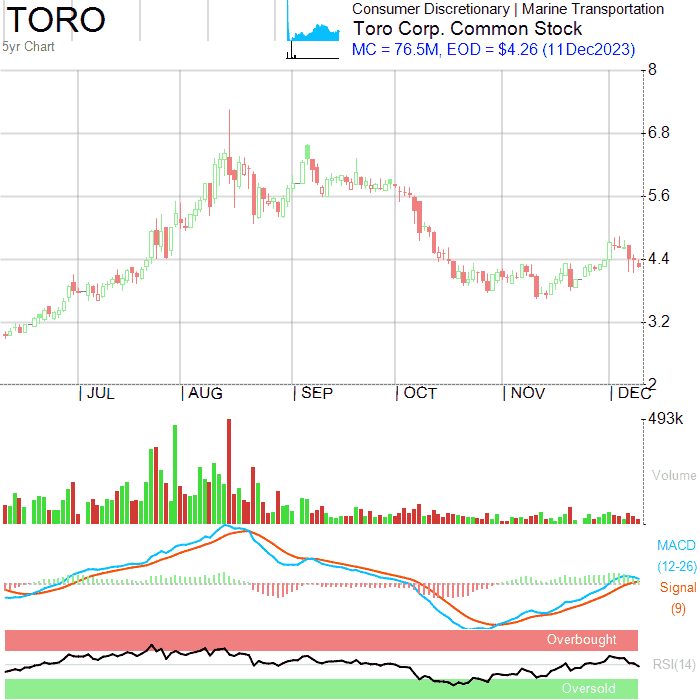 TORO
5yr Chart
Consumer Discretionary | Marine Transportation
Toro Corp. Common Stock
MC = 76.5M, EOD = $4.26 (11Dec2023)
8
6.8
5.6
4.4
3.2
2
JUL
AUG
SEP
OCT
NOV
DEC
493k
Volume
MACD
(12-26)
Signal
(9)
Overbought
RSI(14)
Oversold